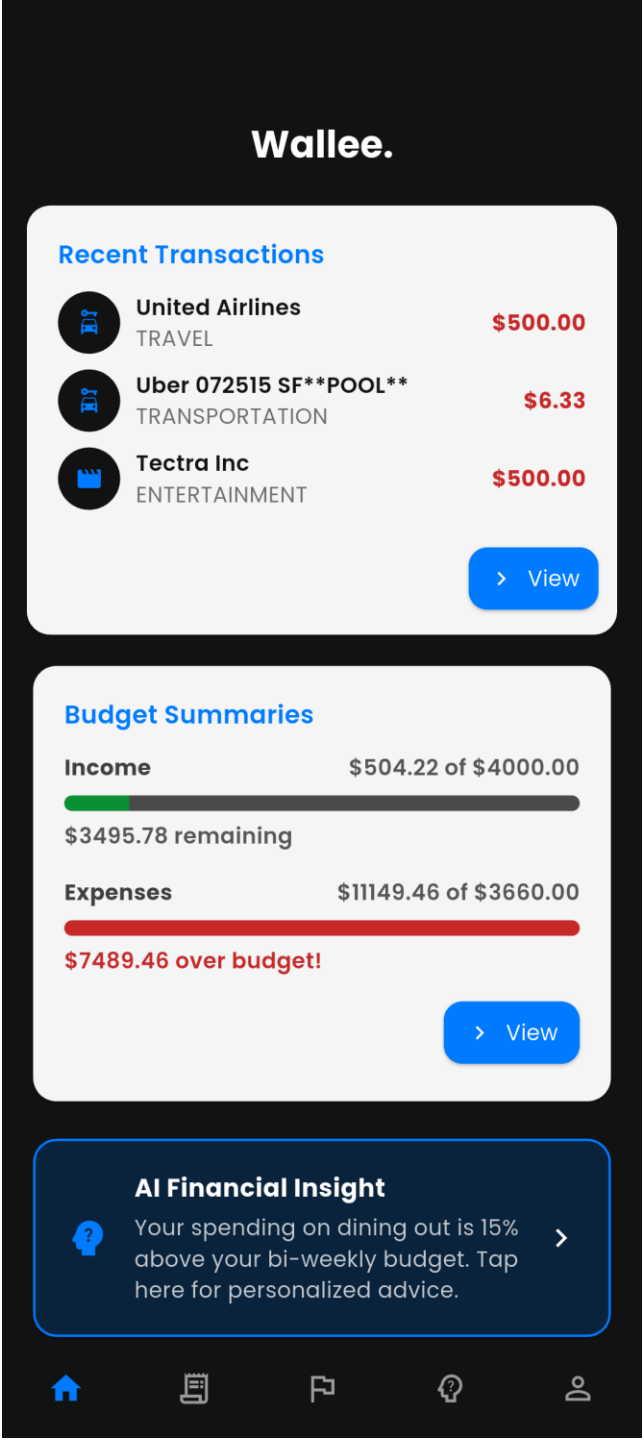 Wallee.
Recent Transactions
United Airlines
TRAVEL
$500.00
Uber 072515 SF**POOL**
TRANSPORTATION
$6.33
Tectra Inc
ENTERTAINMENT
$500.00
View
Budget Summaries
Income $504.22 of $4000.00
$3495.78 remaining
Expenses $11149.46 of $3660.00
$7489.46 over budget!
View
AI Financial Insight
Your spending on dining out is 15%
above your bi-weekly budget. Tap
here for personalized advice.